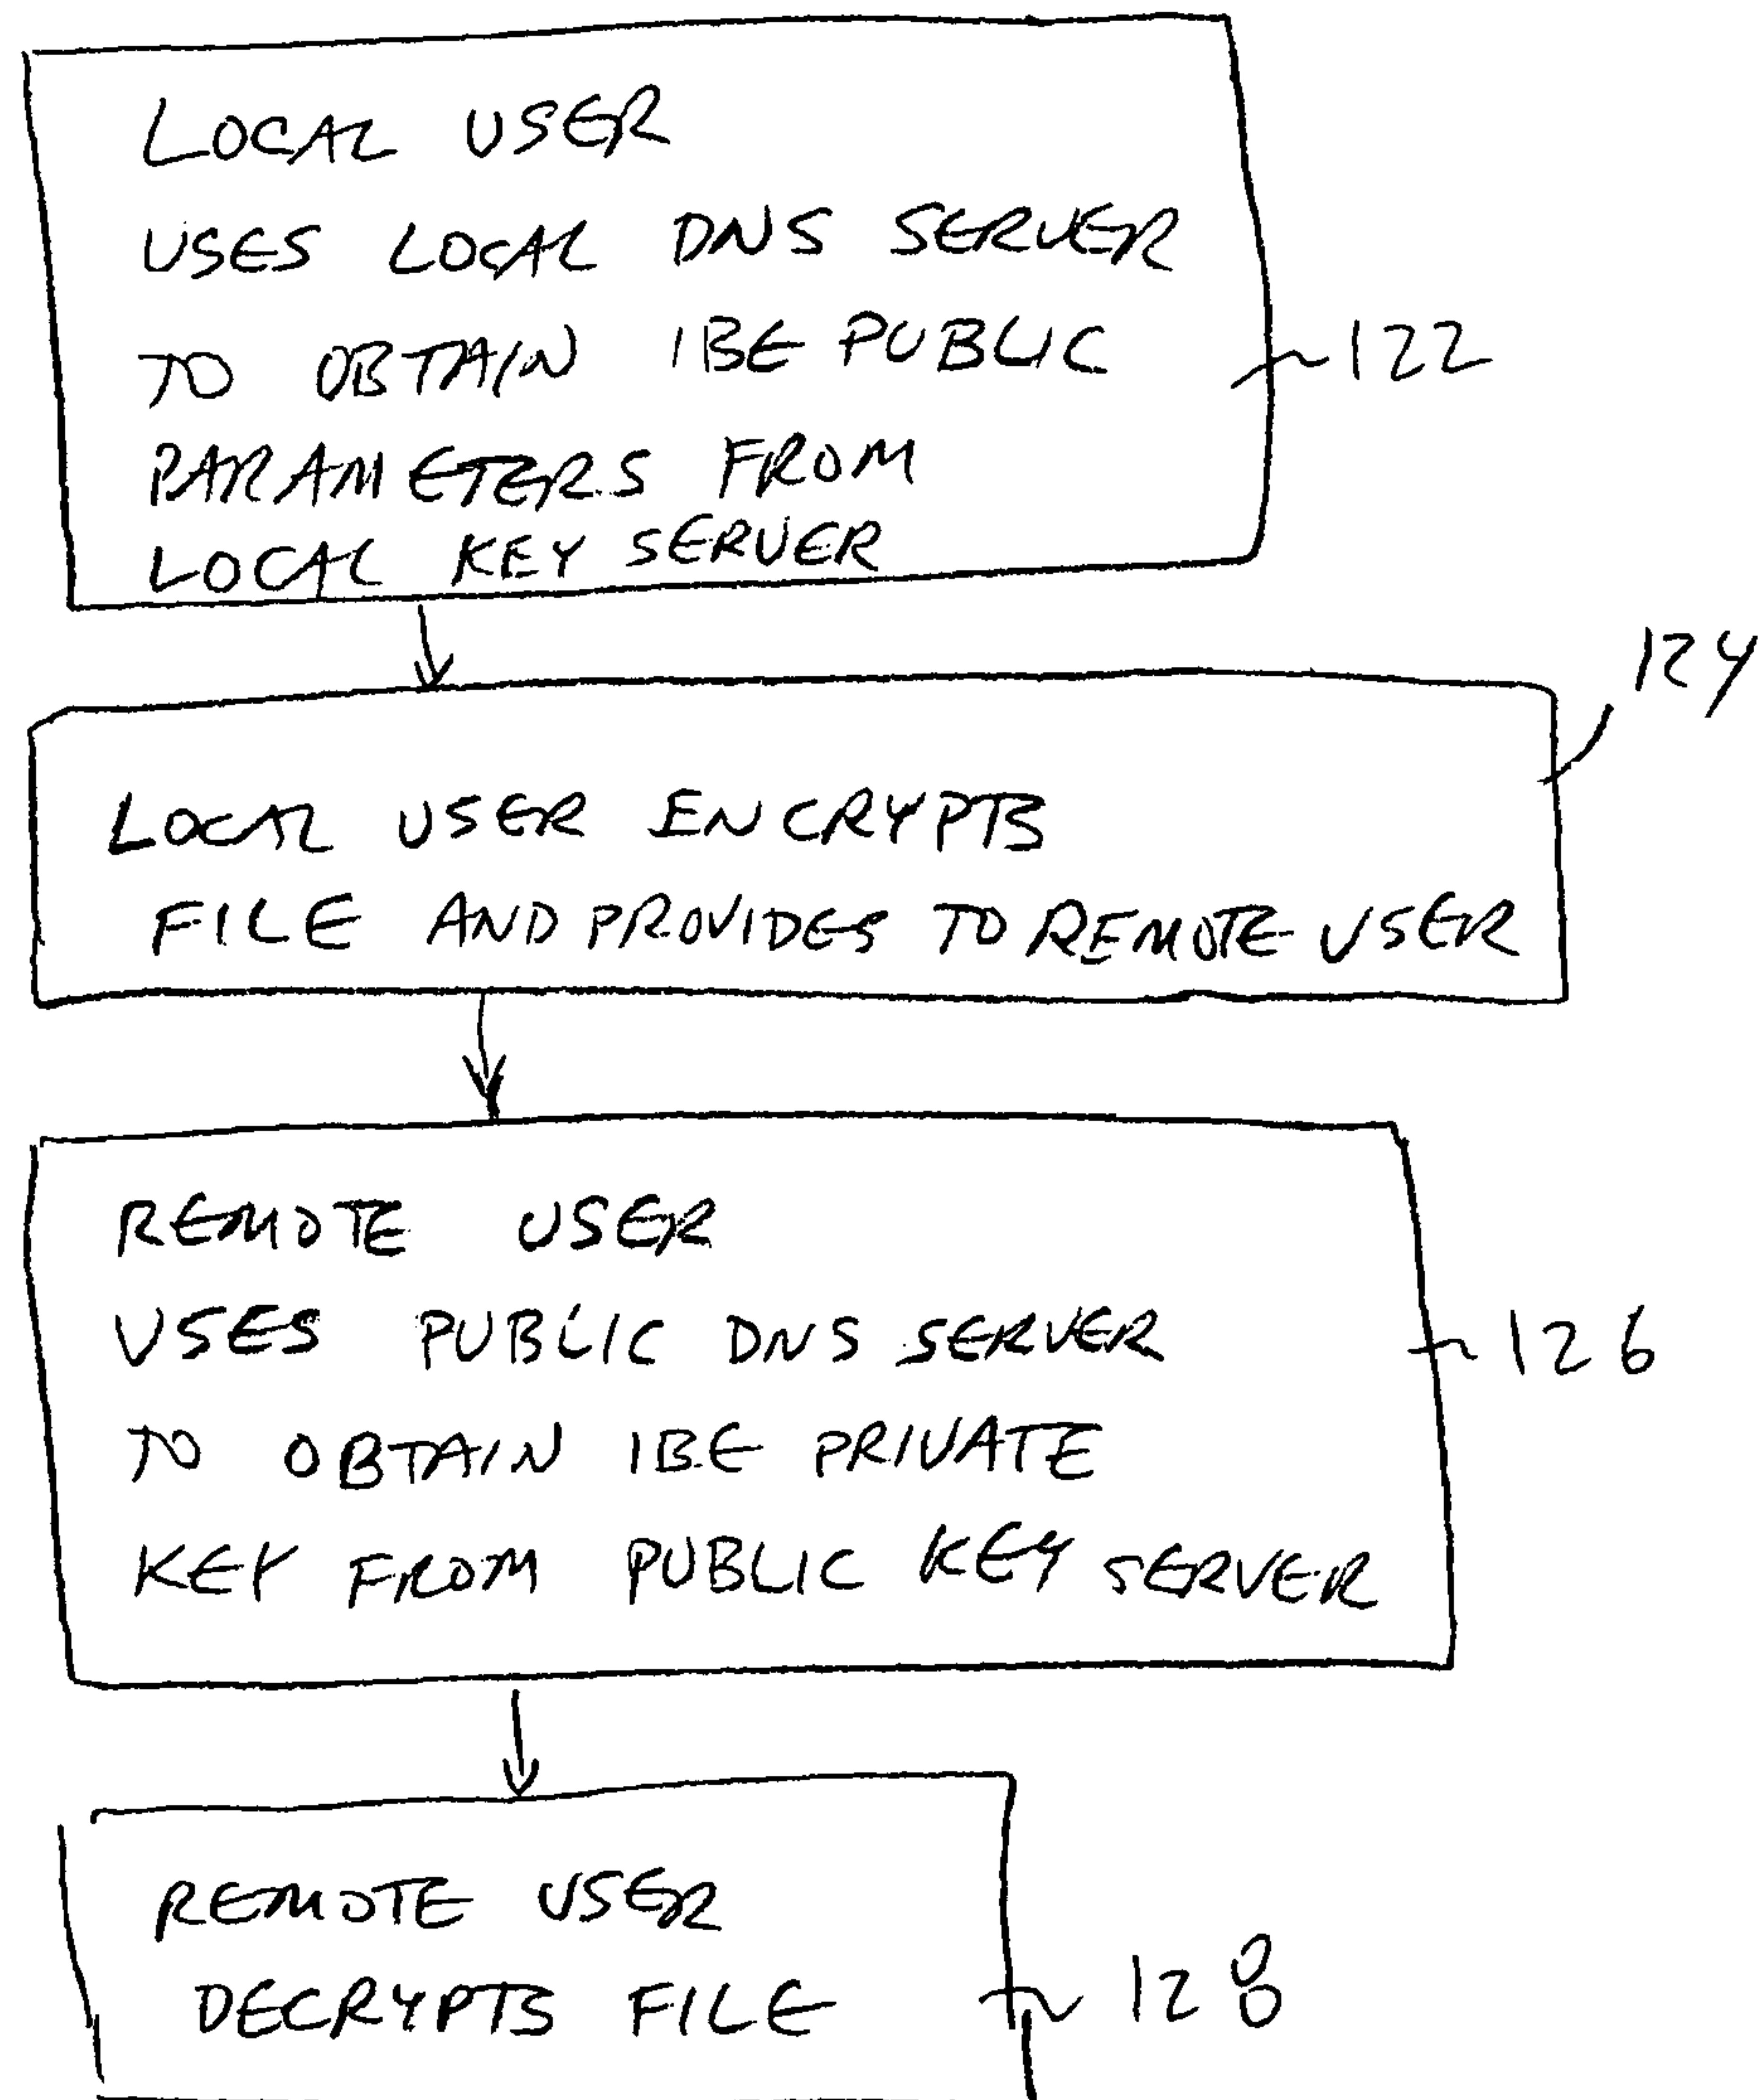 LOCAL USER
USES LOCAL DNS SERVER
TO OBTAIN IBE PUBLIC
PARAMETERS FROM
LOCAL KEY SERVER
122
124
LOCAL USER ENCRYPTS
FILE AND PROVIDES TO REMOTE USER
REMOTE USER
USES PUBLIC DNS SERVER
TO OBTAIN IBE PRIVATE
KEY FROM PUBLIC KEY SERVER
126
REMOTE USER
DECRYPTS FILE
128